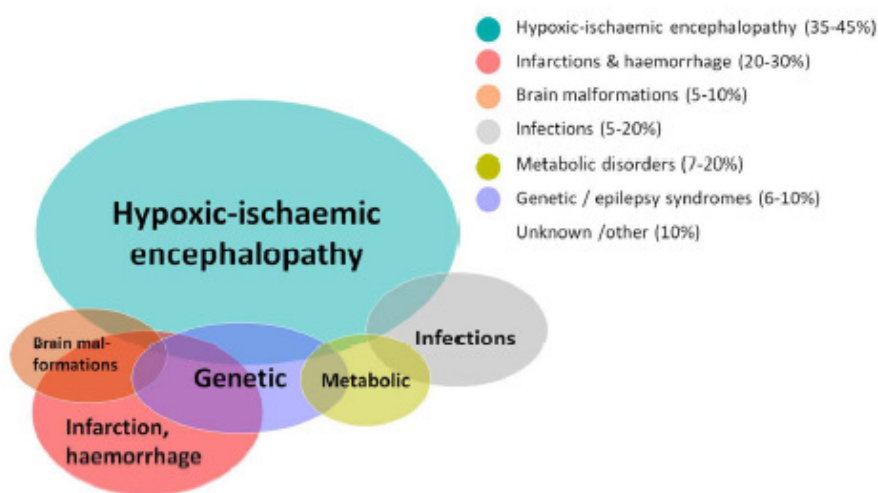 Hypoxic-ischaemic encephalopathy (35-45%)
Infarctions & haemorrhage (20-30%)
Brain malformations (5-10%)
Infections (5-20%)
Metabolic disorders (7-20%)
Genetic / epilepsy syndromes (6-10%)
Unknown /other (10%)
Hypoxic-ischaemic
encephalopathy
Infections
Brain mal-
formations
Genetic
Metabolic
Infarction,
haemorrhage